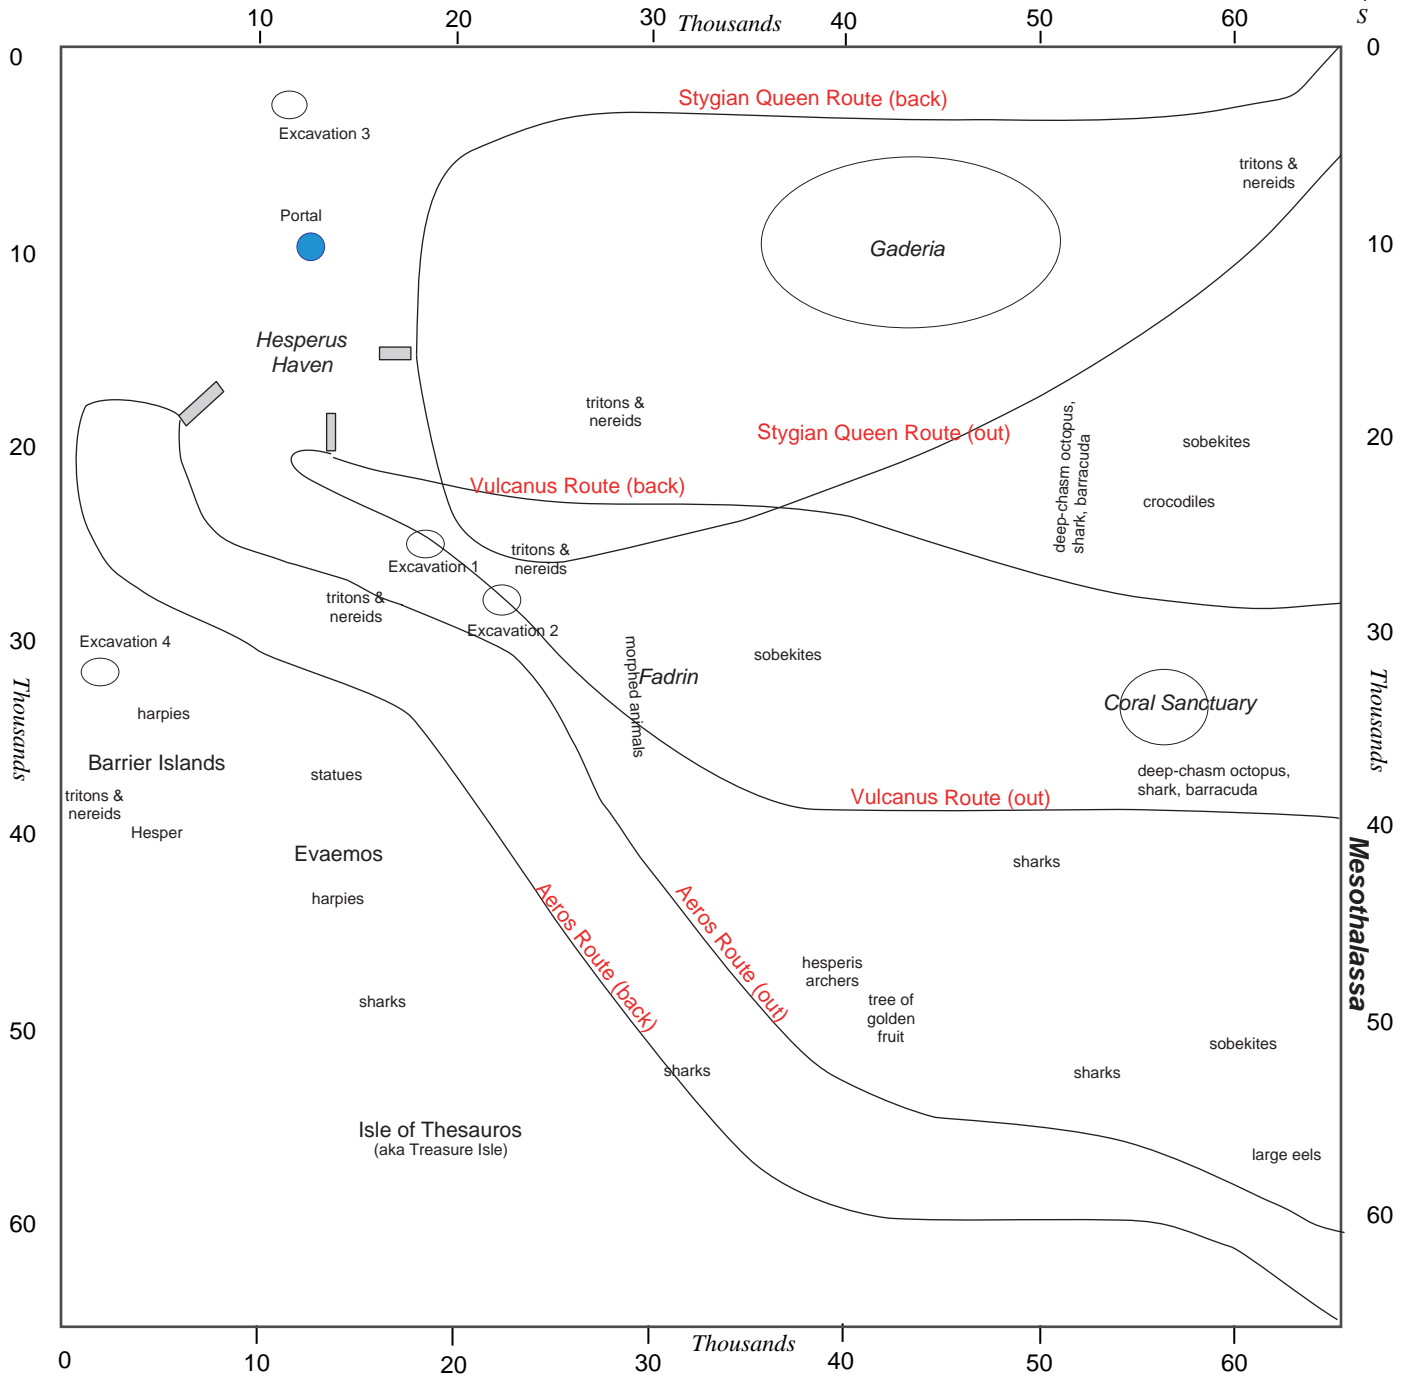 10 20 30 Thousands 40 50 60 S
0 0
Stygian Queen Route (back)
Excavation 3
tritons &
nereids
Portal
10 10
Gaderia
Hesperus
Haven
tritons &
nereids
Stygian Queen Route (out)
deep-chasm octopus,
shark, barracuda
20 20
sobekites
Vulcanus Route (back)
crocodiles
tritons &
nereids
Excavation 1
tritons &
nereids
Excavation 2
30 30
Excavation 4
morphed animals
Fadrin
sobekites
Thousands
Thousands
Coral Sanctuary
harpies
Barrier Islands
statues
deep-chasm octopus,
shark, barracuda
tritons &
nereids
Vulcanus Route (out)
Hesper
40 40
Evaemos
sharks
Mesothalassa
harpies
Aeros Route (back)
Aeros Route (out)
hesperis
archers
tree of
golden
fruit
sharks
50 50
sobekites
sharks
sharks
Isle of Thesauros
(aka Treasure Isle)
large eels
60 60
0 10 20 30 Thousands 40 50 60